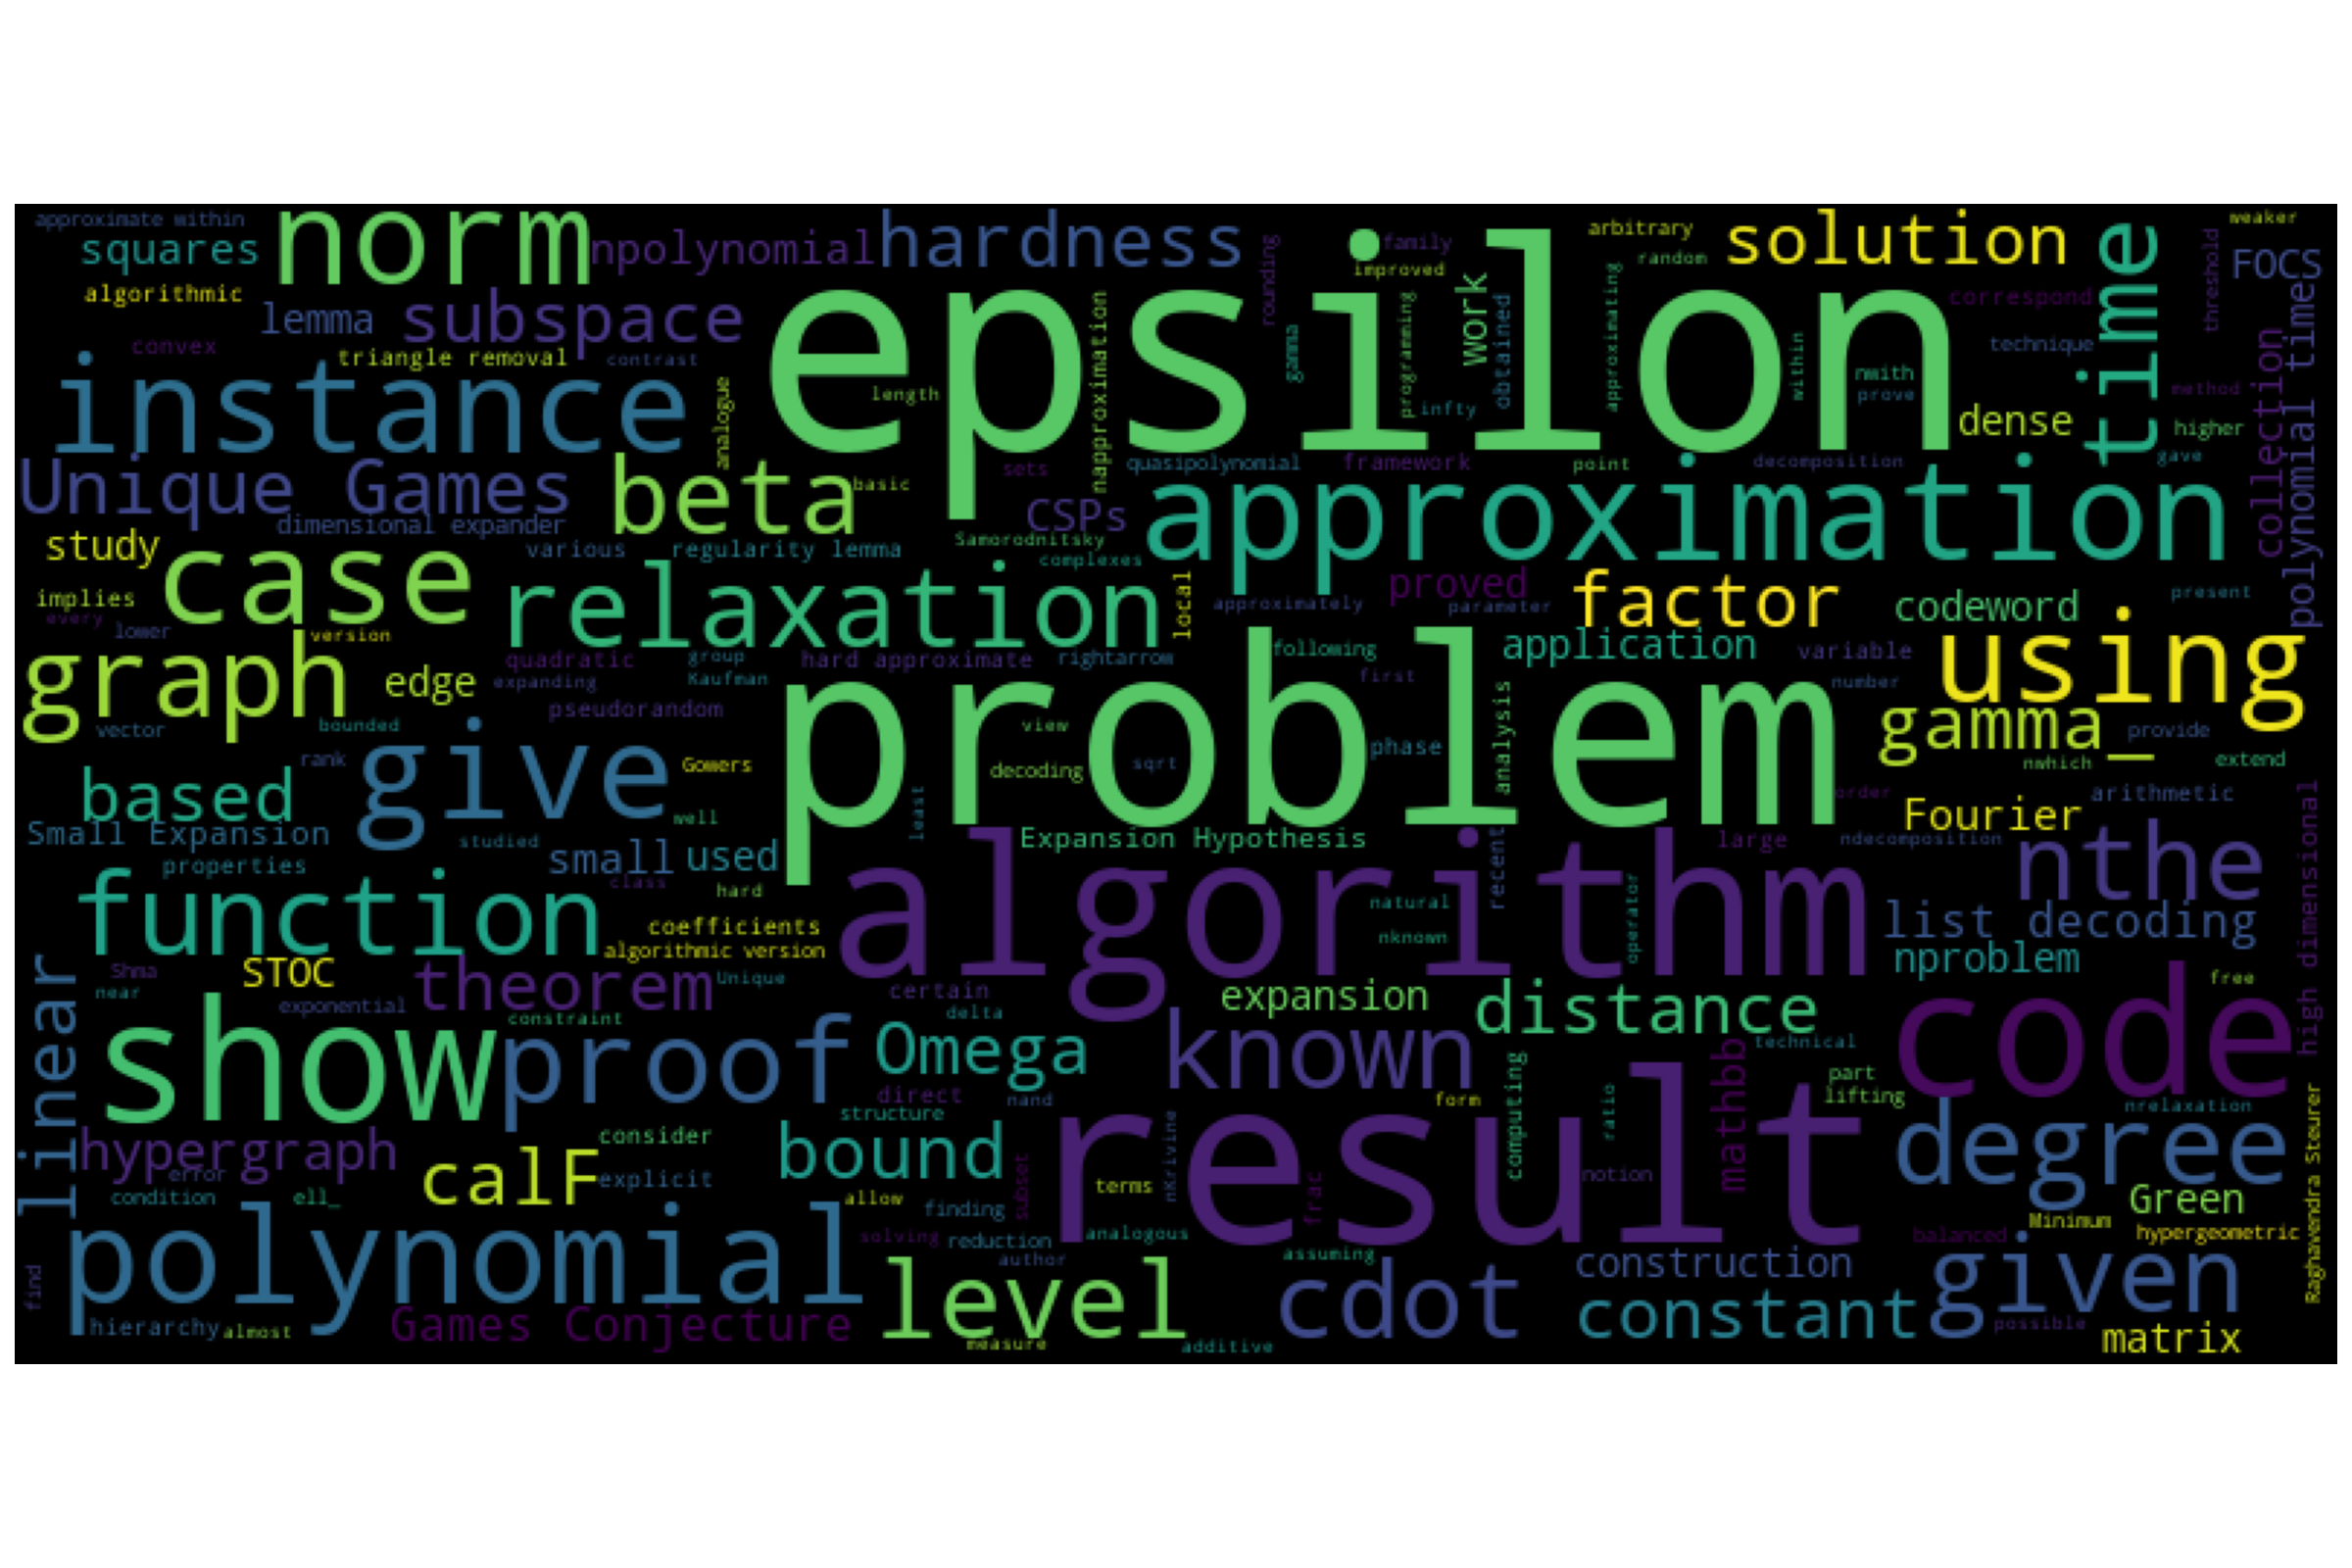 approximate within
norm
squares
npolynomial
hardness
family
arbitrary
solution
weaker
epsilon
time
FOCS
algorithmic
lemma
subspace
rounding
improved
random
correspond
threshold
work
convex
triangle removal
contrast
gamma
programming
obtained
approximating
within
technique
instance
analogue
length
napproximation
infty
nwith
prove
method
dense
higher
collection
polynomial times
Unique Games
beta
basic
sets
quasipolynomial
framework
point
decomposition
gave
approximation
dimensional expander
CSPs
study
case
various
regularity lemma
Samorodnitsky
complexes
relaxation
local
proved
factor
codeword
present
implies
every
lower
version
approximately
parameter
using
graph
edge
quadratic
expanding
group
Kaufman
hard approximate
rightarrow
following
first
application
variable
number
problem
vector
bounded
pseudorandom
view
analysis
gamma_
provide
nwhich
extend
rank
give
Gowers
decoding
sqrt
phase
based
well
least
order
arithmetic
Fourier
high dimensional
Small Expansion
studied
small
used
Expansion Hypothesis
recent
large
ndecomposition
nthe
properties
class
hard
algorithm
function
coefficients
natural
nknown
operator
list decoding
linear
algorithmic version
STOC
Shma
near
theorem
Unique
certain
expansion
distance
nproblem
free
exponential
constraint
delta
code
show
proof
Omega
known
technical
direct
nand
computing
mathbb
part
lifting
structure
form
ratio
nrelaxation
Raghavendra Steurer
hypergraph
error
consider
bound
result
degree
calF
explicit
condition
ell_
allow
finding
subset
terms
nKrivine
notion
frac
Green
Minimum
hypergeometric
polynomial
solving
reduction
analogous
author
assuming
balanced
find
level
cdot
construction
given
hierarchy
almost
Games Conjecture
measure
additive
constant
possible
matrix